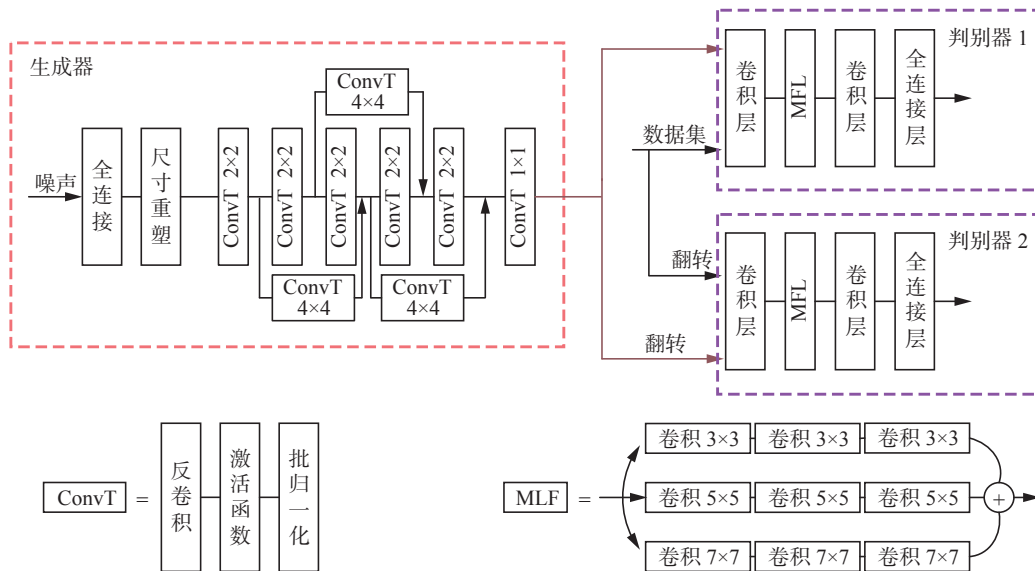 生成器
噪声
全连接
尺寸重塑
ConvT 2×2
ConvT 2×2
ConvT 2×2
ConvT 2×2
ConvT 2×2
ConvT 1×1
ConvT
4×4
ConvT
4×4
ConvT
4×4
数据集
翻转
翻转
判别器 1
卷积层
MFL
卷积层
全连接层
判别器 2
卷积层
MFL
卷积层
全连接层
ConvT =
反卷积
激活函数
批归一化
MLF =
卷积 3×3 卷积 3×3 卷积 3×3
卷积 5×5 卷积 5×5 卷积 5×5
卷积 7×7 卷积 7×7 卷积 7×7
+